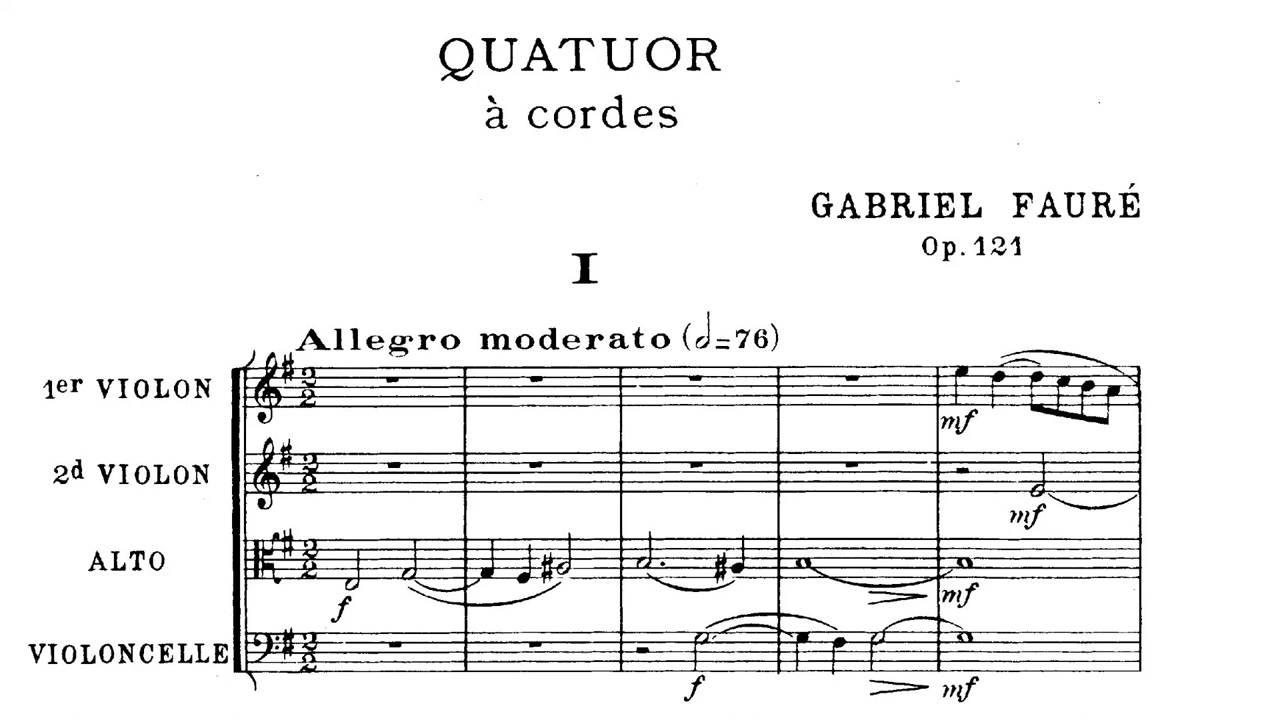 QUATUOR
à cordes
GABRIEL FAURÉ
Op. 121
I
Allegro moderato (𝅗𝅥=76)
1er VIOLON
mf
2d VIOLON
mf
ALTO
f
mf
VIOLONCELLE
f
mf